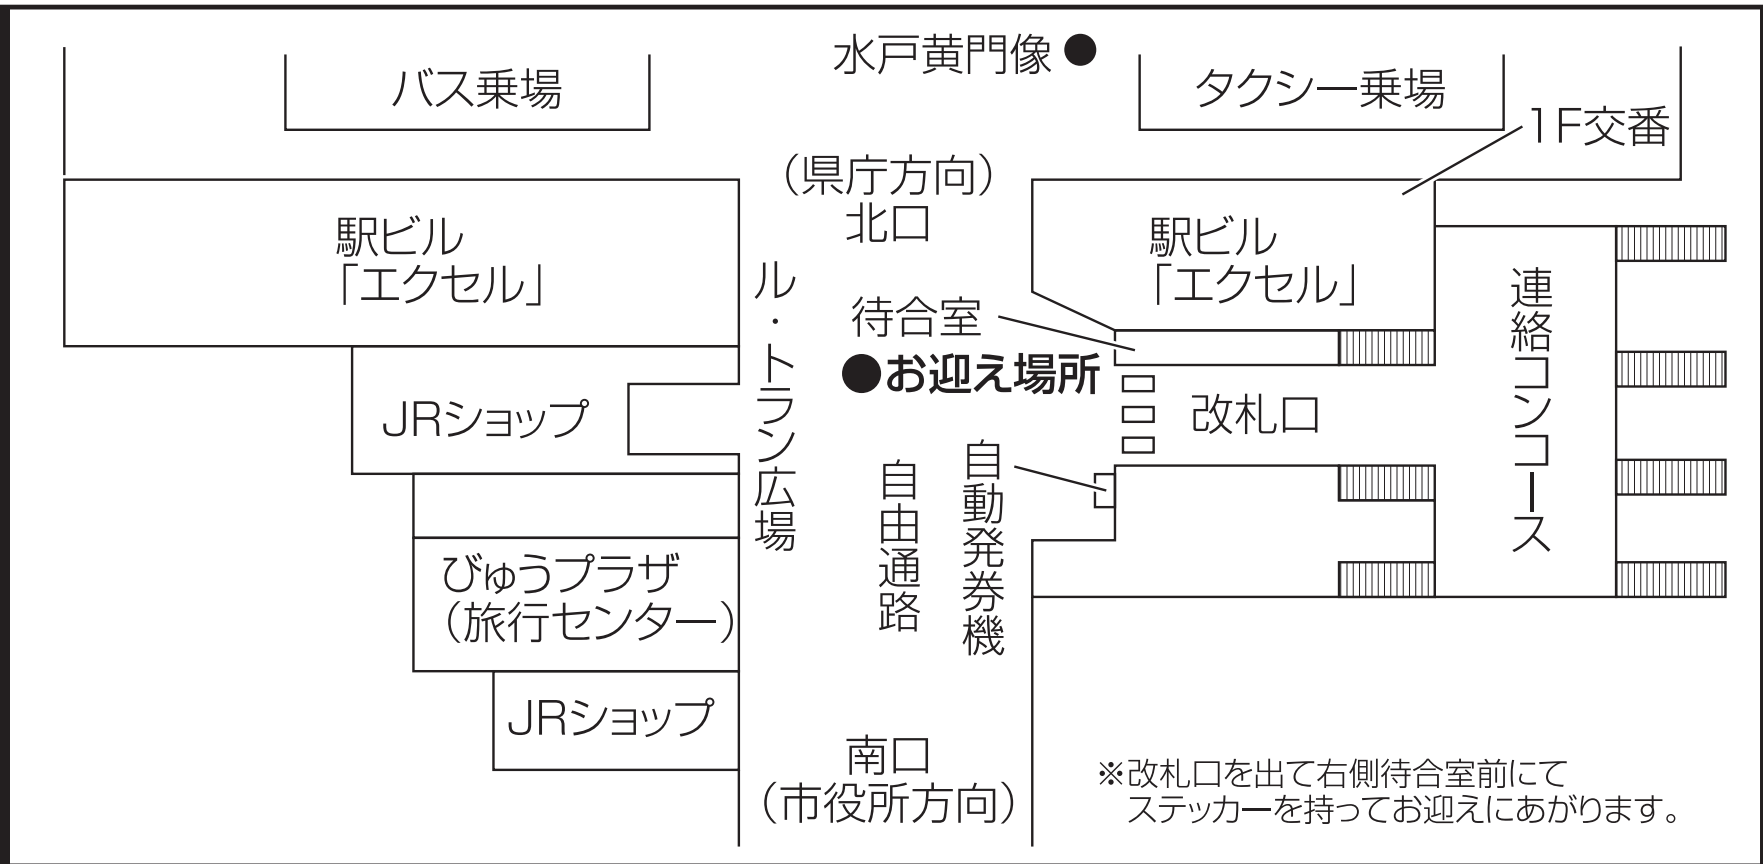 水戸黄門像
バス乗場
タクシー乗場
1F交番
（県庁方向）
北口
駅ビル
「エクセル」
駅ビル
「エクセル」
待合室
お迎え場所
連絡コンコース
ル・トラン広場
JRショップ
改札口
自動発券機
自由通路
びゅうプラザ
（旅行センター）
JRショップ
南口
（市役所方向）
※改札口を出て右側待合室前にて
ステッカーを持ってお迎えにあがります。